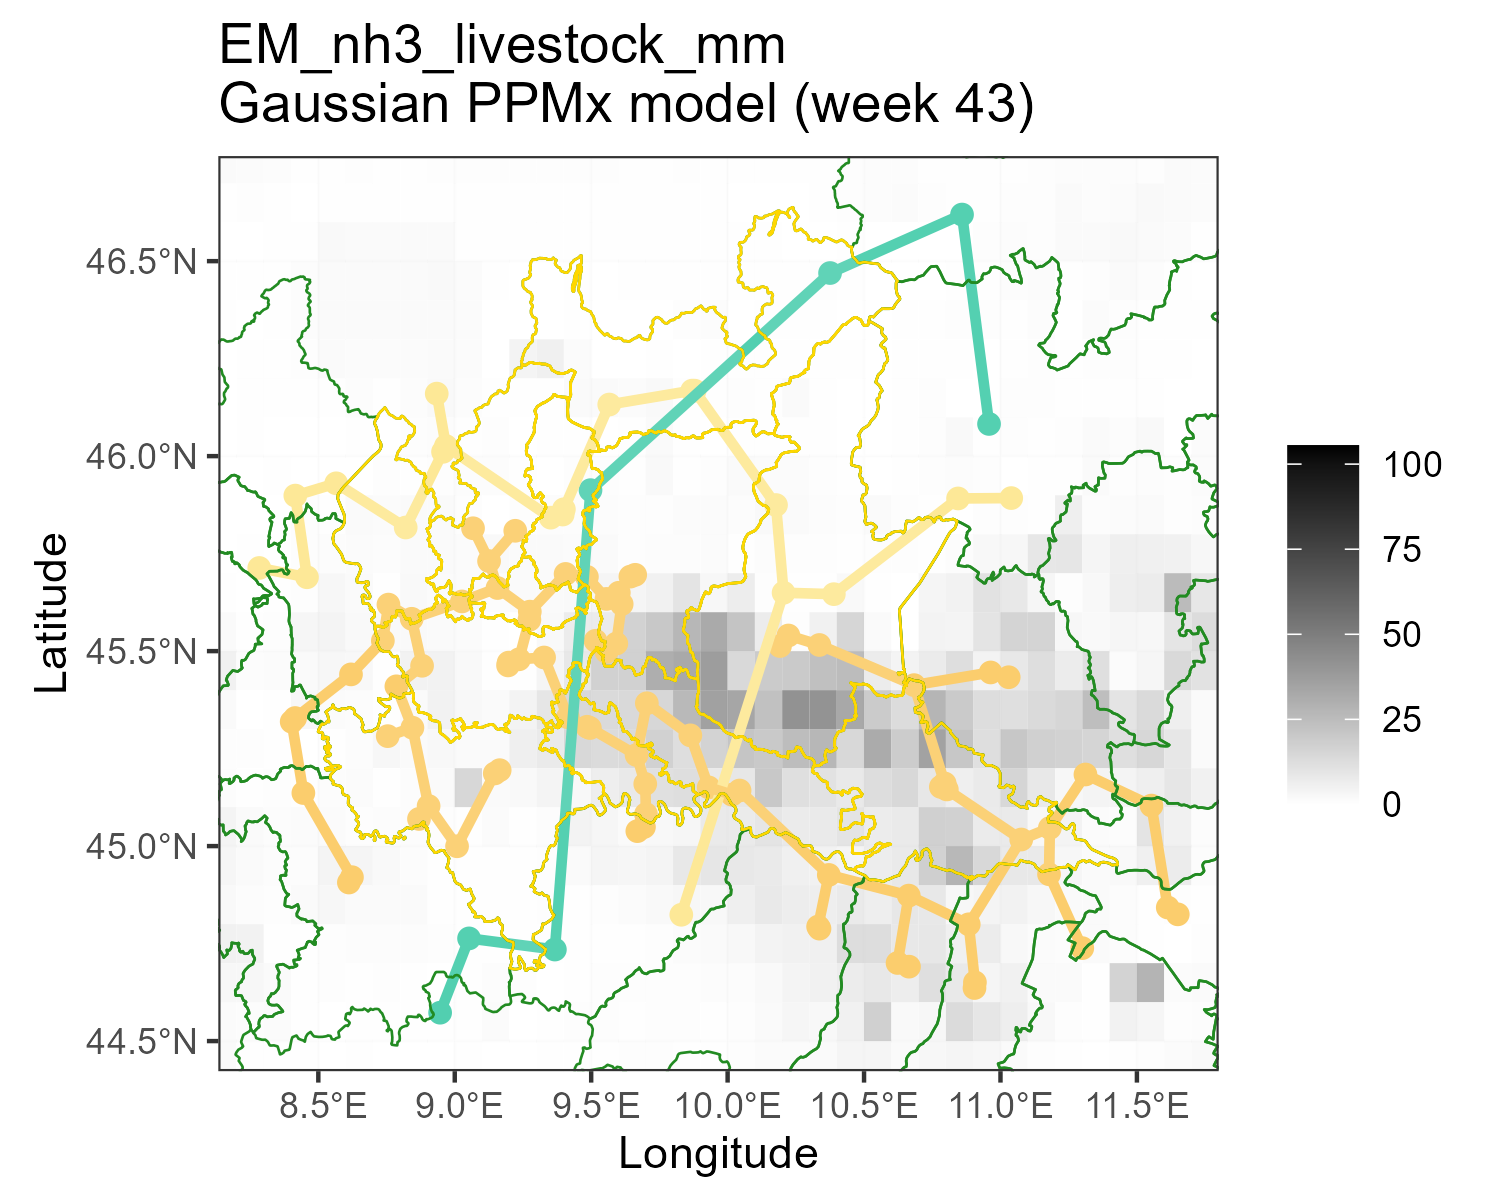 EM_nh3_livestock_mm
Gaussian PPMx model (week 43)
46.5°N
46.0°N
45.5°N
45.0°N
44.5°N
Latitude
8.5°E
9.0°E
9.5°E
10.0°E
10.5°E
11.0°E
11.5°E
Longitude
100
75
50
25
0